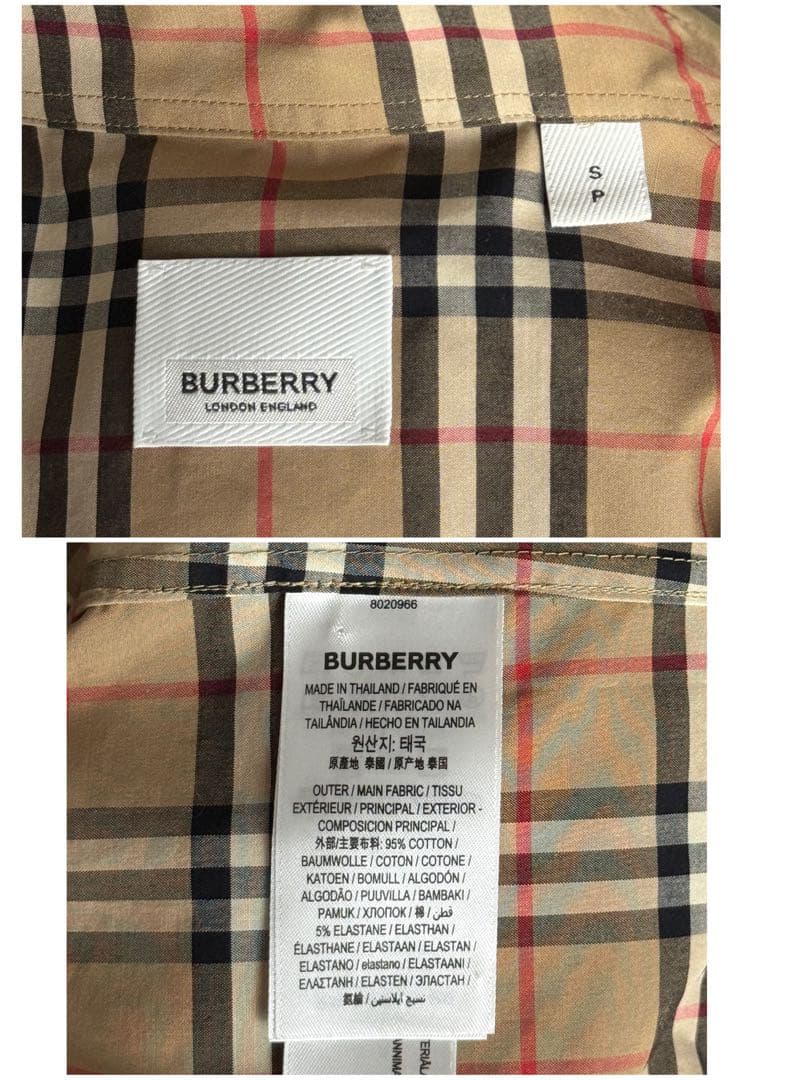 S
P
BURBERRY
LONDON ENGLAND
8020966
BURBERRY
MADE IN THAILAND / FABRIQUÉ EN
THAÏLANDE / FABRICADO NA
TAILÂNDIA / HECHO EN TAILANDIA
원산지: 태국
原產地 泰國 / 原产地 泰国
OUTER / MAIN FABRIC / TISSU
EXTÉRIEUR / PRINCIPAL / EXTERIOR -
COMPOSICION PRINCIPAL /
外部/主要布料: 95% COTTON /
BAUMWOLLE / COTON / COTONE /
KATOEN / BOMULL / ALGODÓN /
ALGODÃO / PUUVILLA / BAMBAKI /
PAMUK / ХЛОПОК / 棉 / قطن /
5% ELASTANE / ELASTHAN /
ÉLASTHANE / ELASTAAN / ELASTAN /
ELASTANO / elastano / ELASTAANI /
ΕΛΑΣΤΑΝΗ / ELASTEN / ЭЛАСТАН /
氨綸 / نسيج إيلاستين